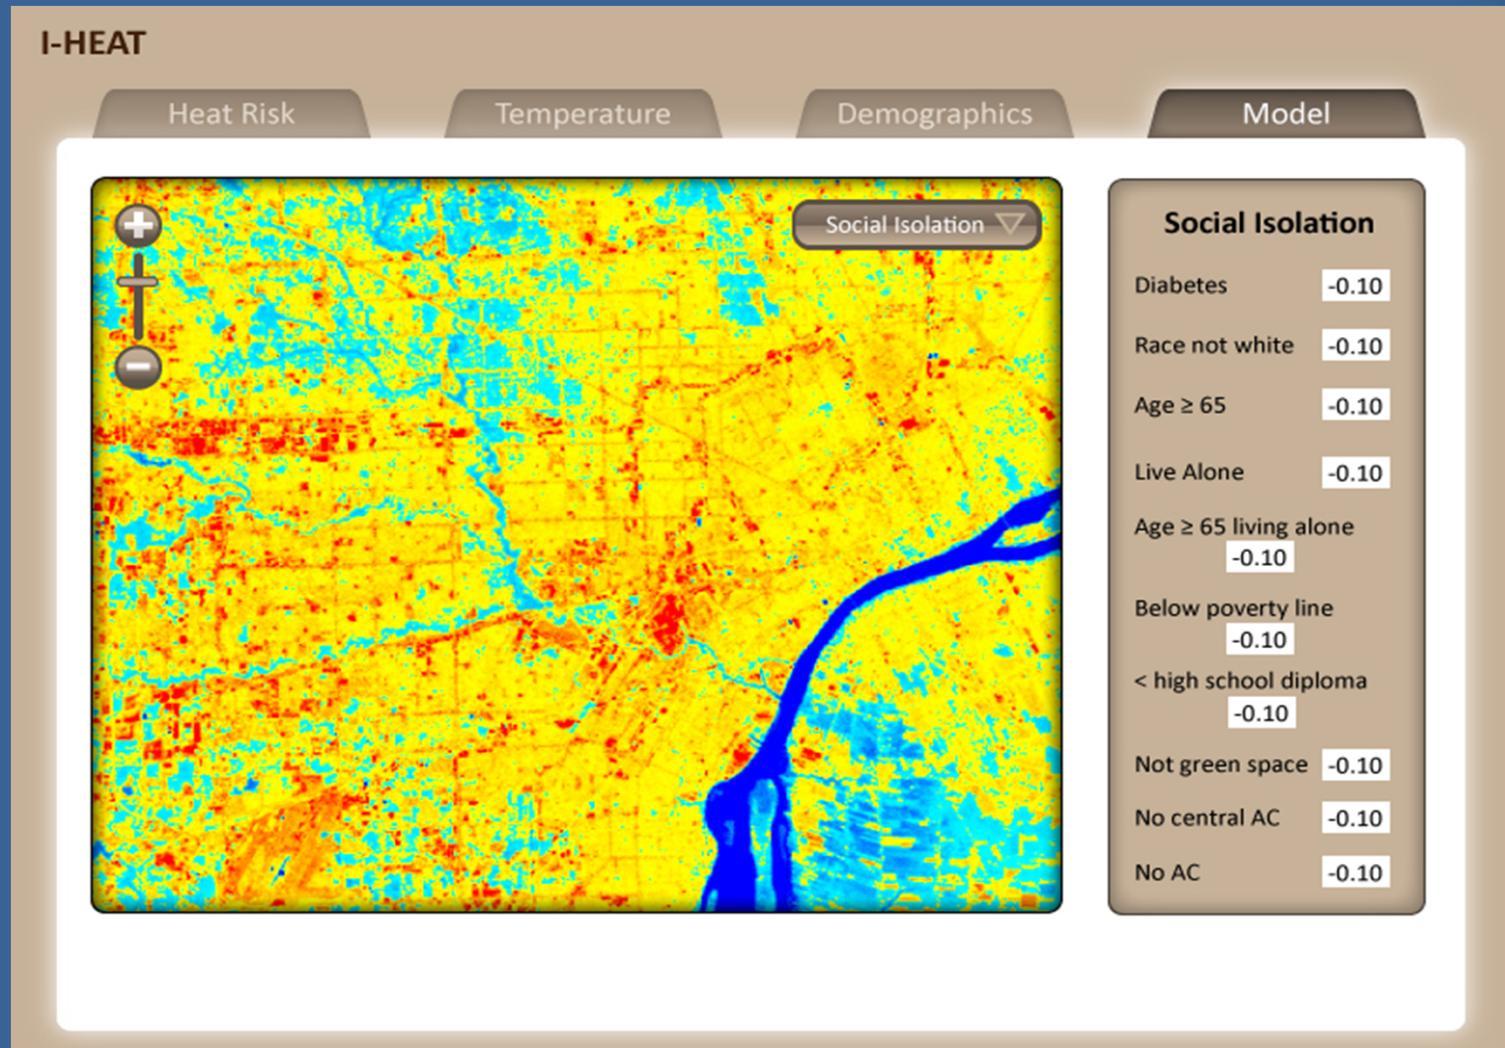 I-HEAT
Heat Risk
Temperature
Demographics
Model
Social Isolation
Social Isolation
Diabetes -0.10
Race not white -0.10
Age ≥ 65 -0.10
Live Alone -0.10
Age ≥ 65 living alone
-0.10
Below poverty line
-0.10
< high school diploma
-0.10
Not green space -0.10
No central AC -0.10
No AC -0.10